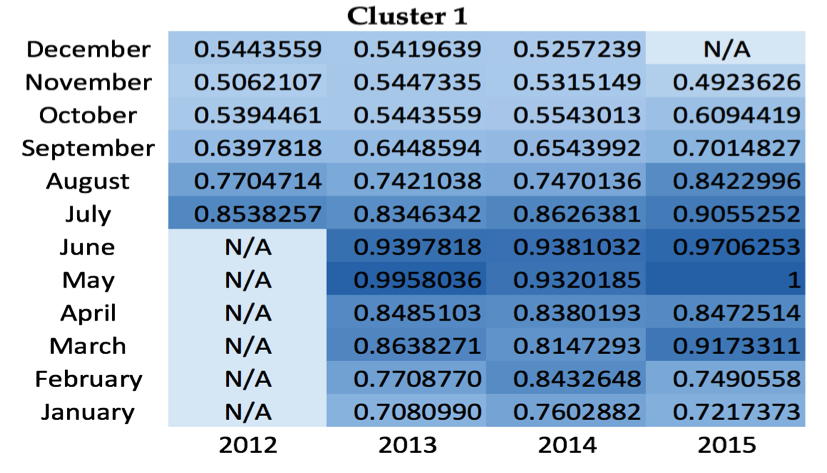 Cluster 1
December 0.5443559 0.5419639 0.5257239 N/A
November 0.5062107 0.5447335 0.5315149 0.4923626
October 0.5394461 0.5443559 0.5543013 0.6094419
September 0.6397818 0.6448594 0.6543992 0.7014827
August 0.7704714 0.7421038 0.7470136 0.8422996
July 0.8538257 0.8346342 0.8626381 0.9055252
June N/A 0.9397818 0.9381032 0.9706253
May N/A 0.9958036 0.9320185 1
April N/A 0.8485103 0.8380193 0.8472514
March N/A 0.8638271 0.8147293 0.9173311
February N/A 0.7708770 0.8432648 0.7490558
January N/A 0.7080990 0.7602882 0.7217373
2012 2013 2014 2015